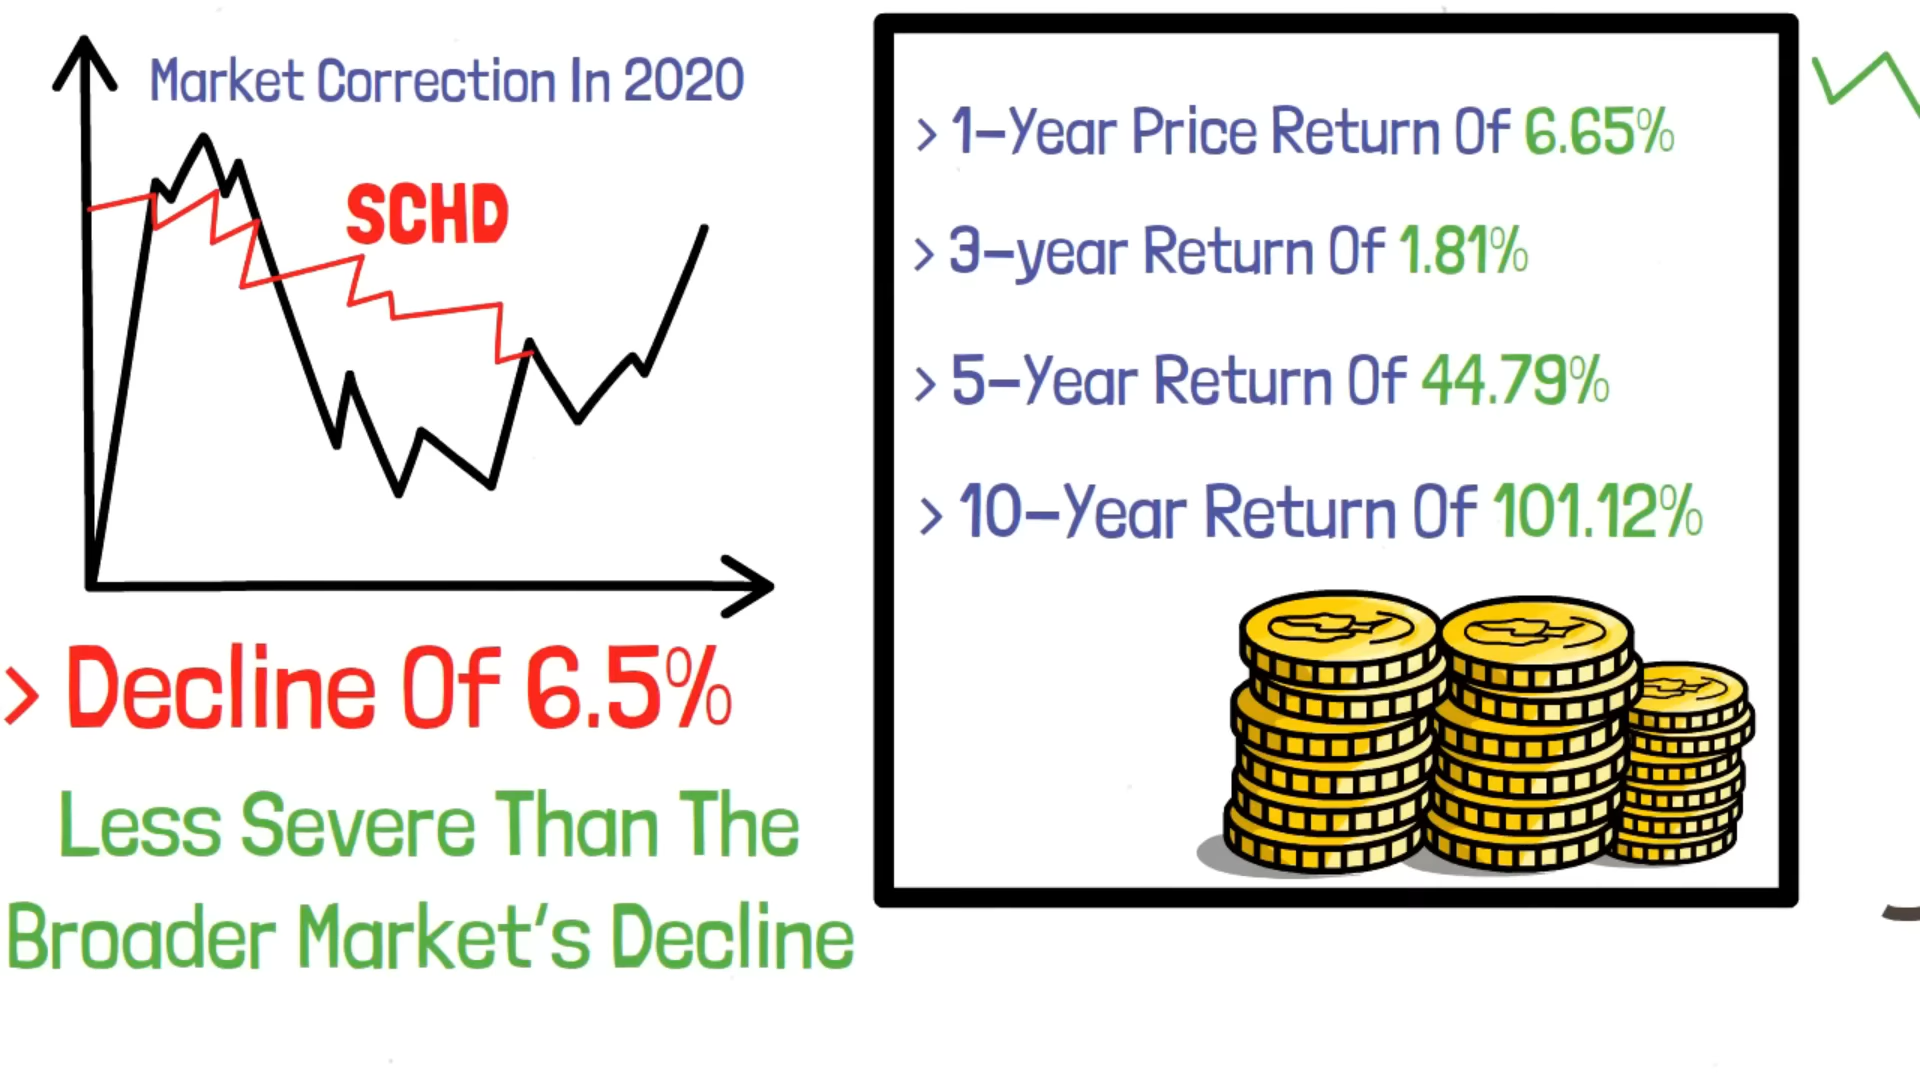 Market Correction In 2020
SCHD
> Decline Of 6.5%
Less Severe Than The
Broader Market's Decline
> 1-Year Price Return Of 6.65%
> 3-year Return Of 1.81%
> 5-Year Return Of 44.79%
> 10-Year Return Of 101.12%